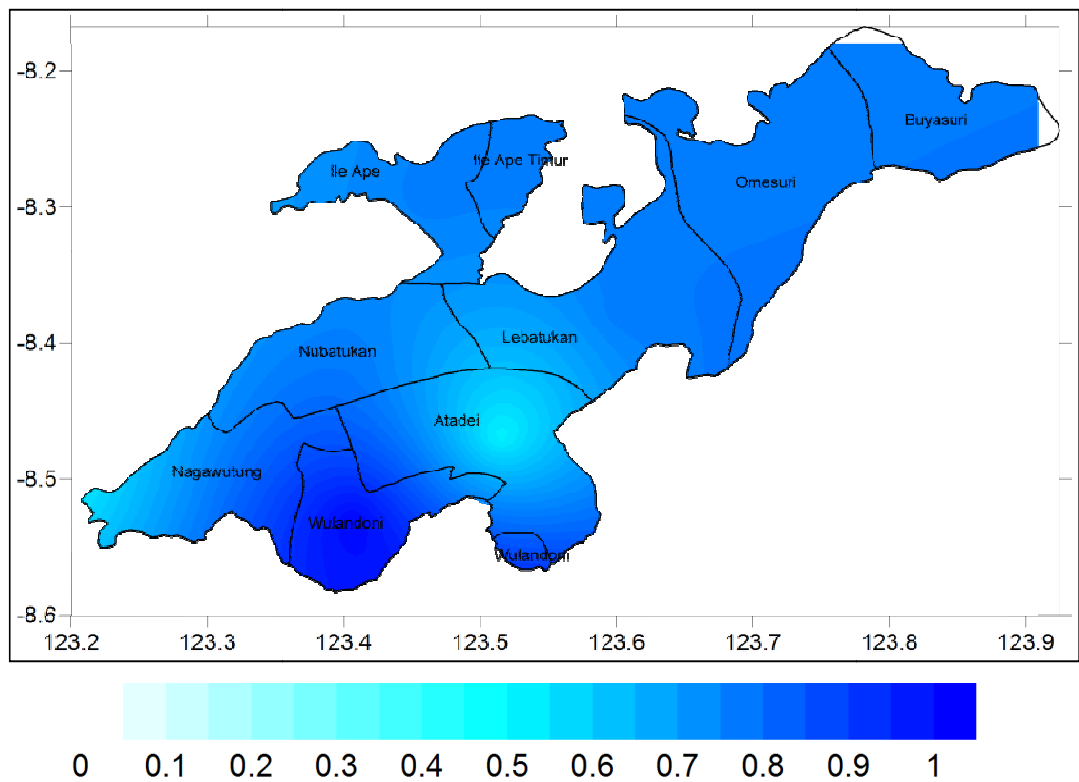 -8.2
Buyasuri
Ile Ape Timur
Ile Ape
Omesuri
-8.3
Lebatukan
-8.4
Nubatukan
Atadei
Nagawutung
-8.5
Wulandoni
Wulandoni
-8.6
123.2 123.3 123.4 123.5 123.6 123.7 123.8 123.9
0 0.1 0.2 0.3 0.4 0.5 0.6 0.7 0.8 0.9 1